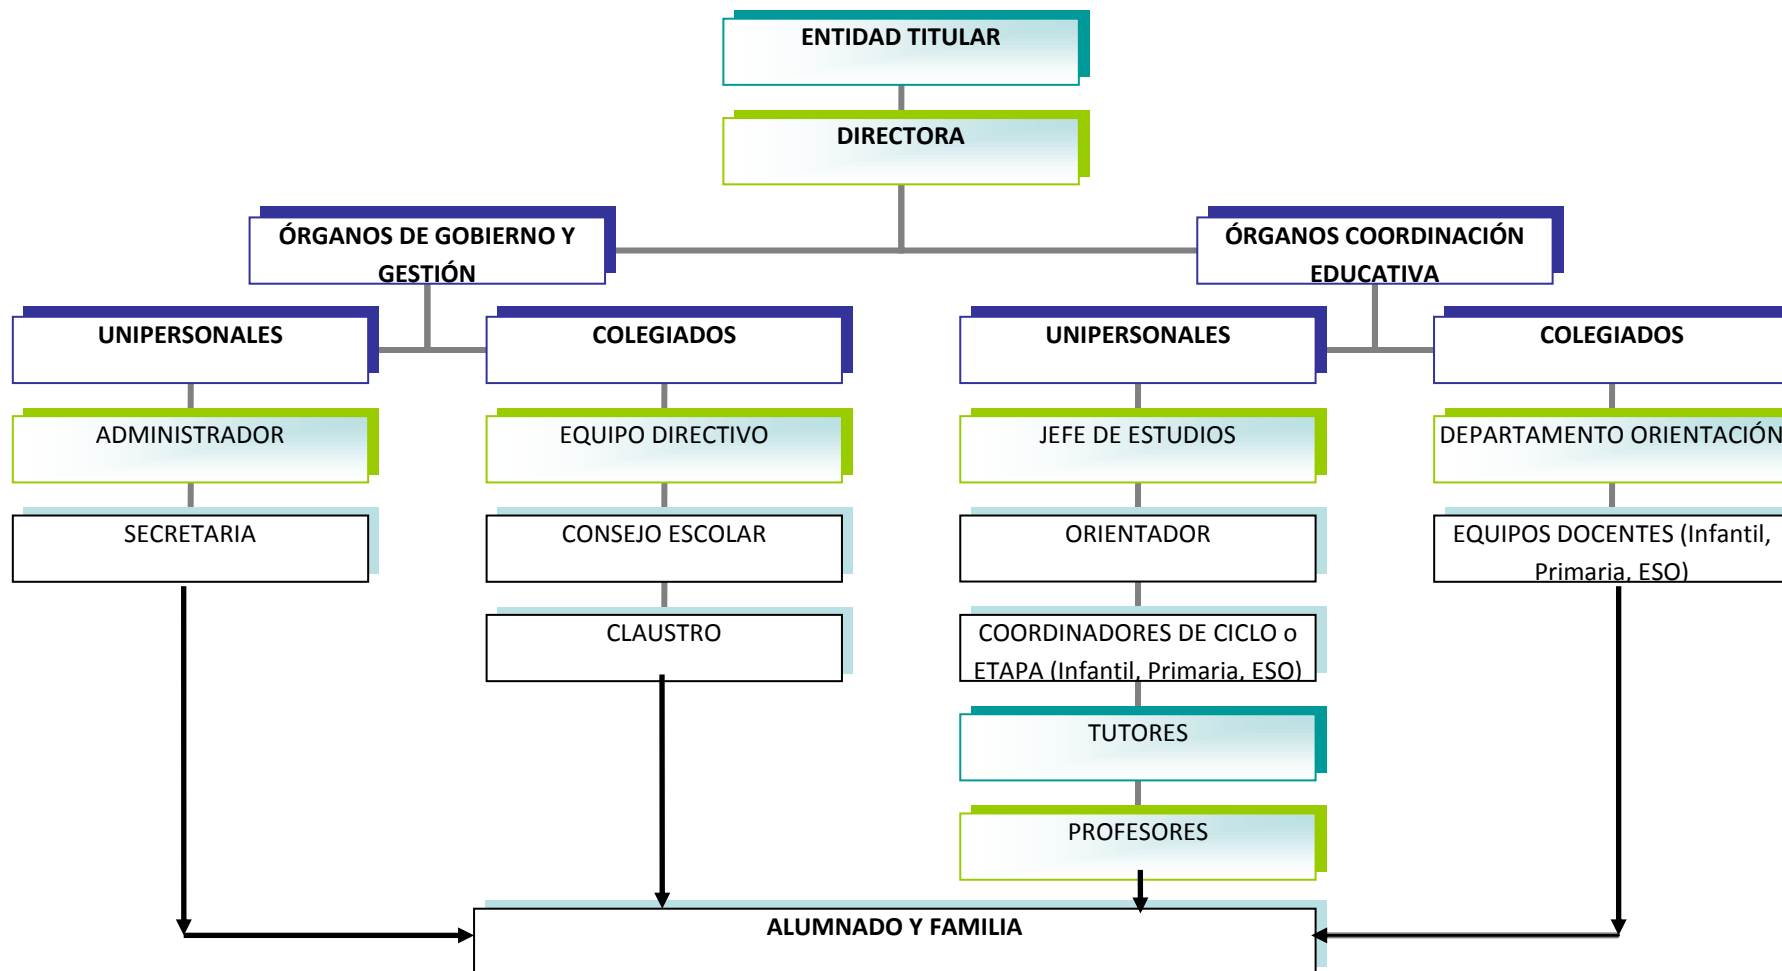 ENTIDAD TITULAR
DIRECTORA
ÓRGANOS DE GOBIERNO Y
GESTIÓN
ÓRGANOS COORDINACIÓN
EDUCATIVA
UNIPERSONALES
COLEGIADOS
UNIPERSONALES
COLEGIADOS
ADMINISTRADOR
EQUIPO DIRECTIVO
JEFE DE ESTUDIOS
DEPARTAMENTO ORIENTACIÓN
SECRETARIA
CONSEJO ESCOLAR
ORIENTADOR
EQUIPOS DOCENTES (Infantil,
Primaria, ESO)
CLAUSTRO
COORDINADORES DE CICLO o
ETAPA (Infantil, Primaria, ESO)
TUTORES
PROFESORES
ALUMNADO Y FAMILIA